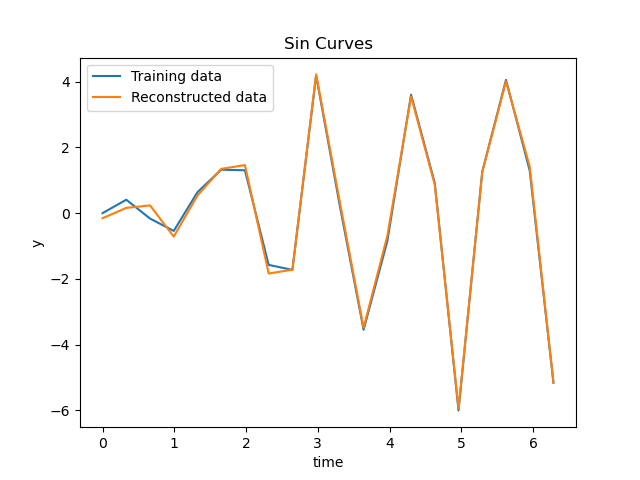 Sin Curves
Training data
Reconstructed data
4
2
0
−2
−4
−6
y
0 1 2 3 4 5 6
time